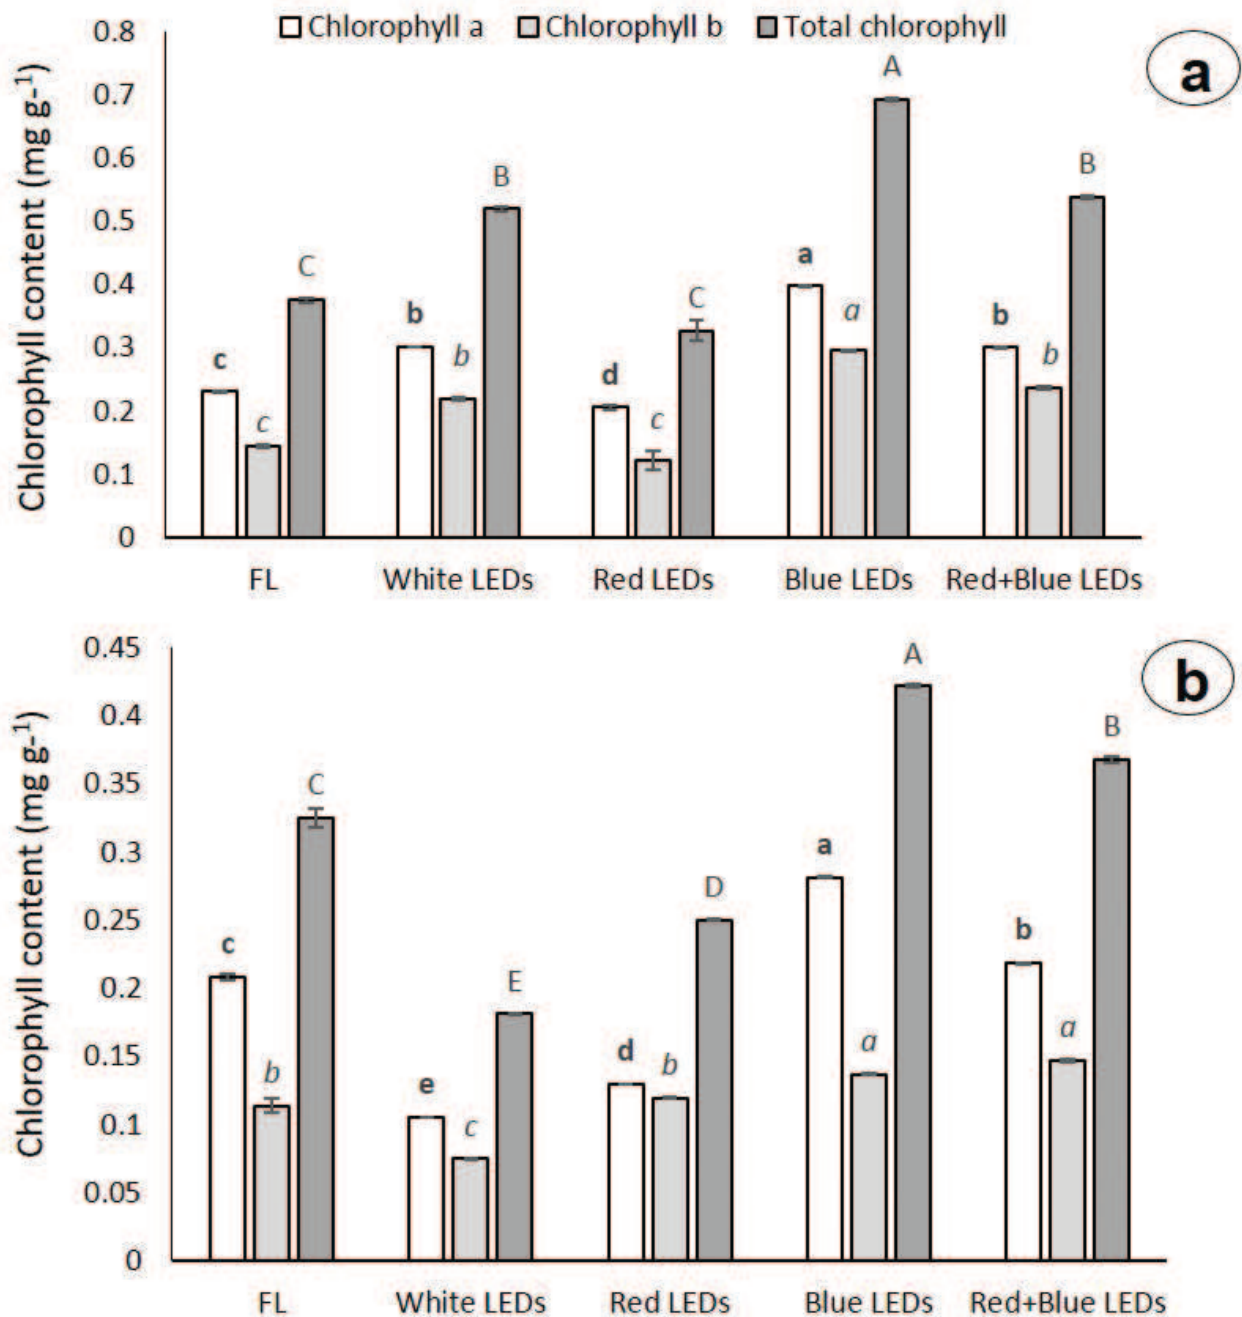 Chlorophyll a Chlorophyll b Total chlorophyll
a
Chlorophyll content (mg g-1)
0.8
0.7
0.6
0.5
0.4
0.3
0.2
0.1
0
c c C
b b B
d c C
a a A
b b B
FL White LEDs Red LEDs Blue LEDs Red+Blue LEDs
b
Chlorophyll content (mg g-1)
0.45
0.4
0.35
0.3
0.25
0.2
0.15
0.1
0.05
0
c b C
e c E
d b D
a a A
b a B
FL White LEDs Red LEDs Blue LEDs Red+Blue LEDs